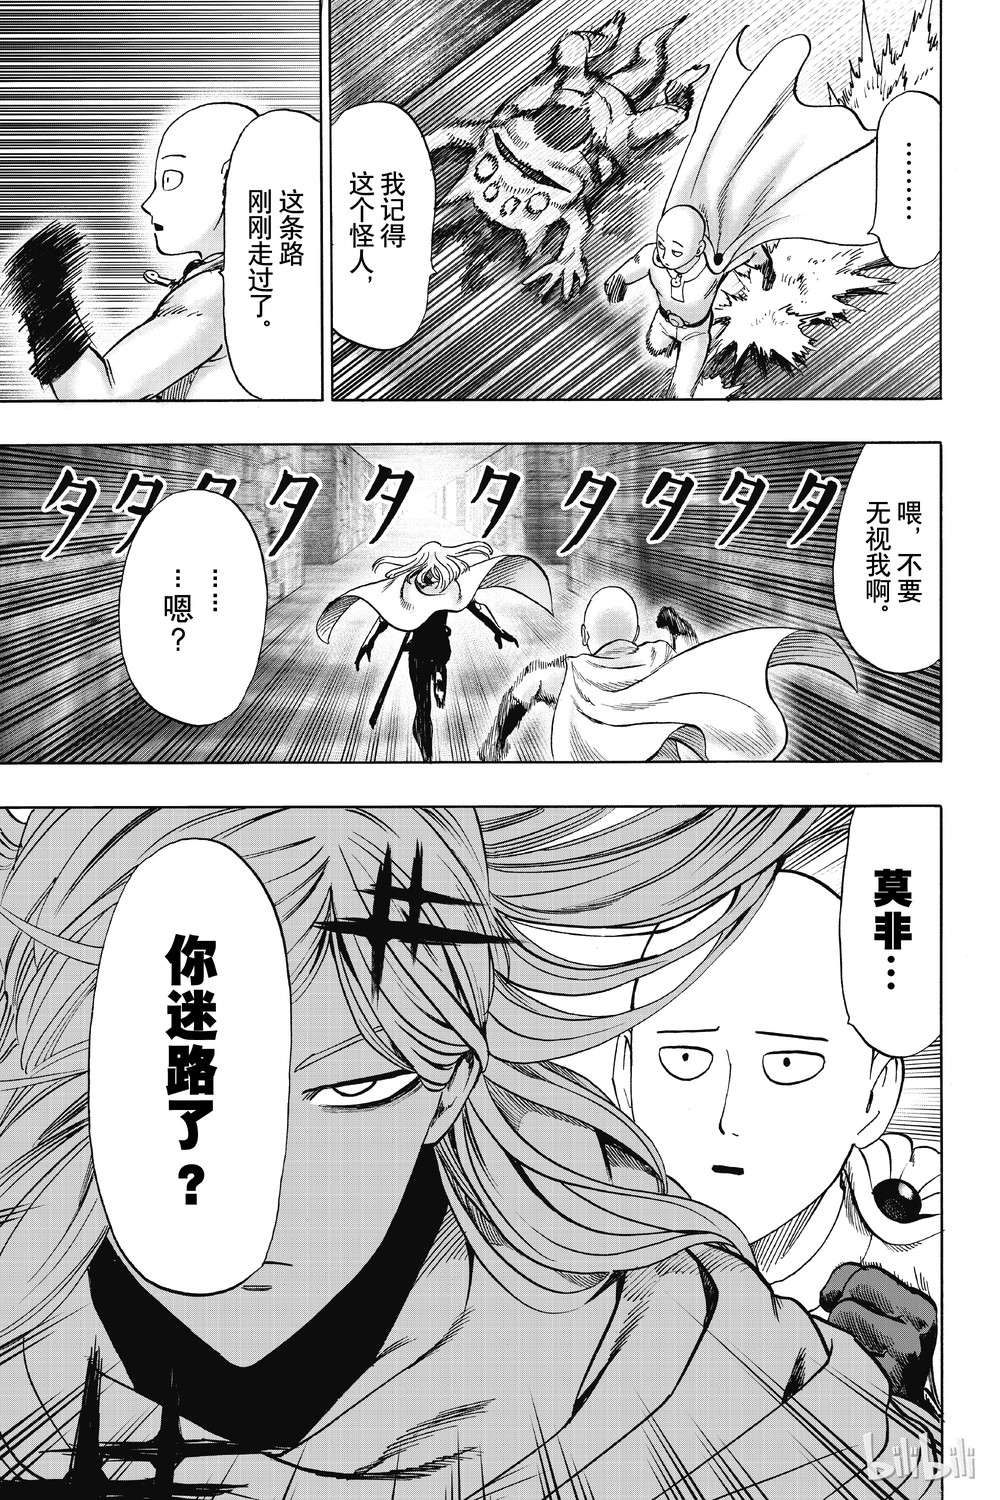 ………
我记得
这个怪
人，
这条路
刚刚走过了。
喂，不要
无视我啊。
タタタタタタタタタタ
……
……嗯？
莫非…
你迷路了？
bilibili